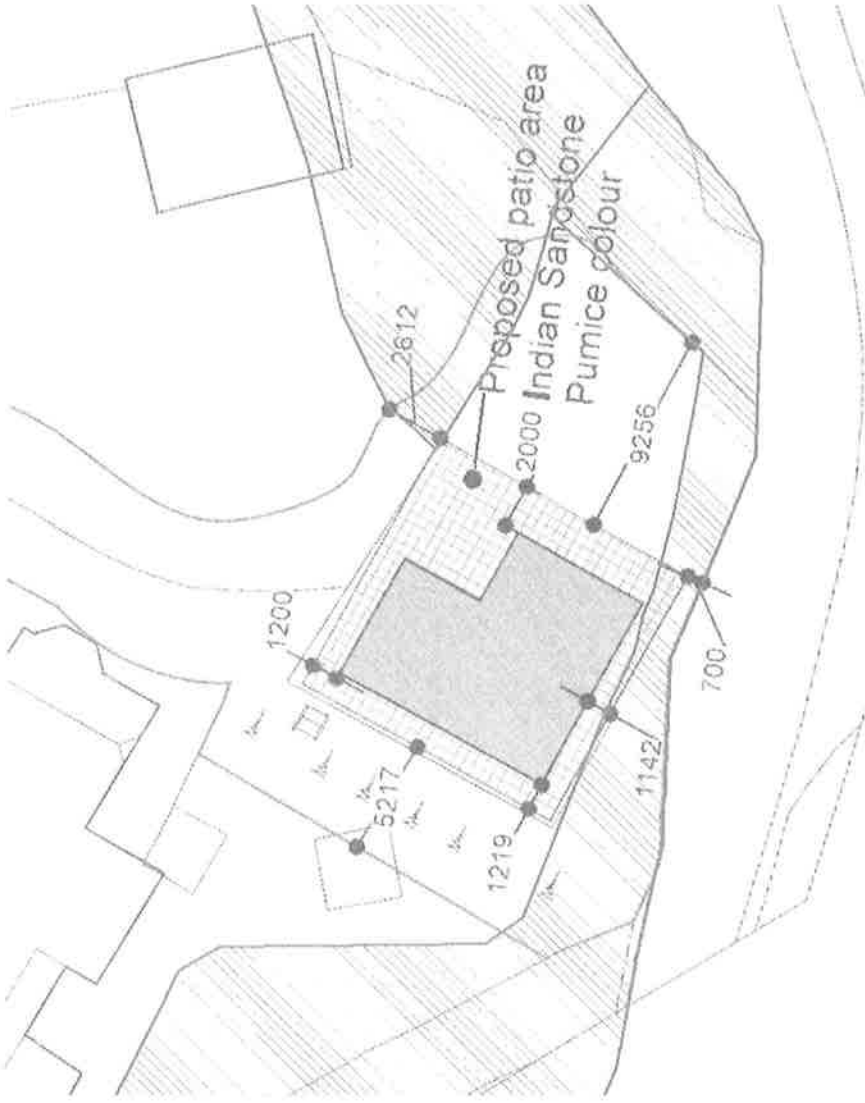 Proposed patio area
Indian Sandstone
Pumice colour
2612
2000
9256
1200
5217
1219
1142
700